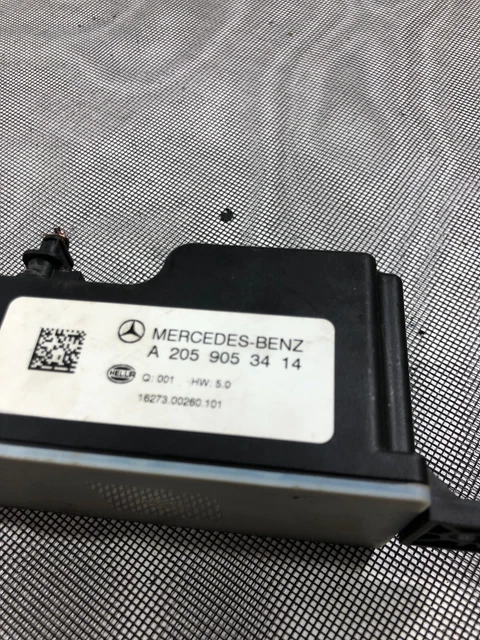 MERCEDES-BENZ
A 205 905 34 14
HELLA Q: 001 HW: 5.0
16273.00260.101